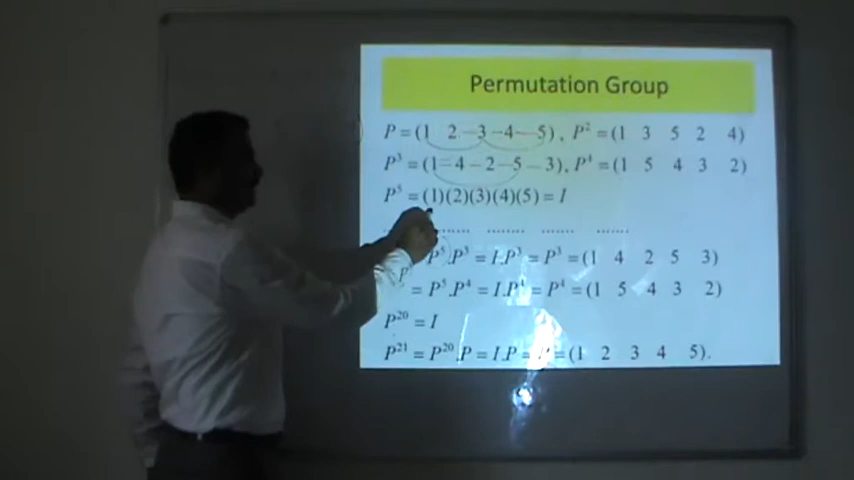 Permutation Group
P = (1 2 – 3 – 4 – 5), P² = (1 3 5 2 4)
P³ = (1 – 4 – 2 – 5 – 3), P⁴ = (1 5 4 3 2)
P⁵ = (1)(2)(3)(4)(5) = I
...... ........ ........ .......
P⁵.P³ = I.P³ = P³ = (1 4 2 5 3)
P = P⁵.P⁴ = I.P⁴ = P⁴ = (1 5 4 3 2)
P²⁰ = I
P²¹ = P²⁰.P = I.P = P = (1 2 3 4 5).